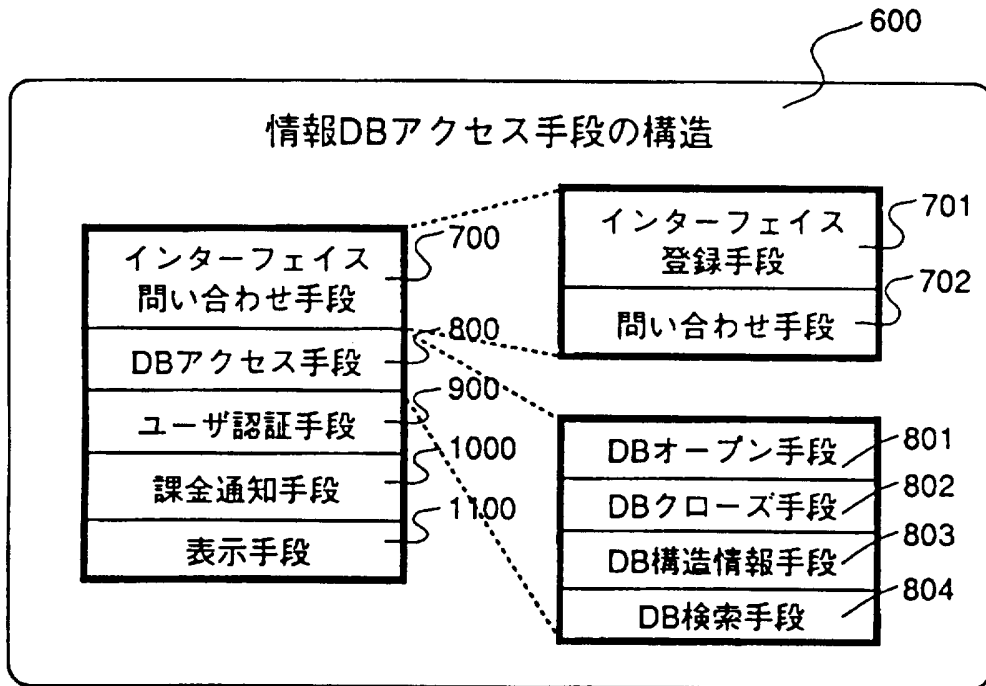 600
情報DBアクセス手段の構造
インターフェイス
問い合わせ手段
700
DBアクセス手段
800
ユーザ認証手段
900
課金通知手段
1000
表示手段
1100
インターフェイス
登録手段
701
問い合わせ手段
702
DBオープン手段
801
DBクローズ手段
802
DB構造情報手段
803
DB検索手段
804